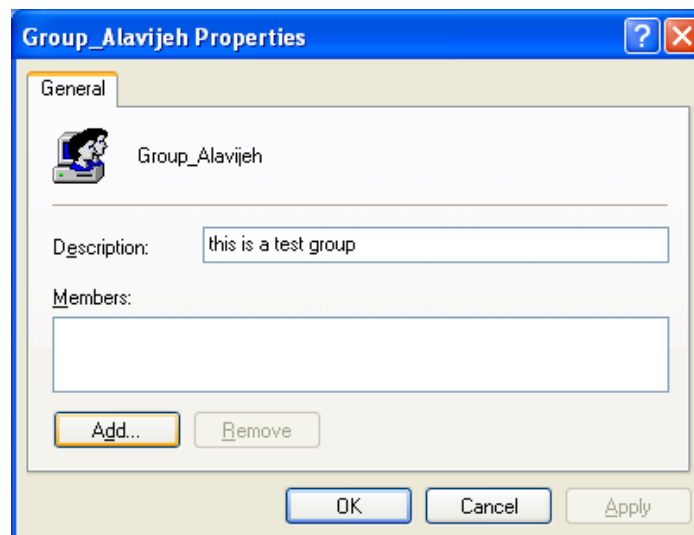 Group_Alavijeh Properties
General
Group_Alavijeh
Description: this is a test group
Members:
Add... Remove
OK Cancel Apply